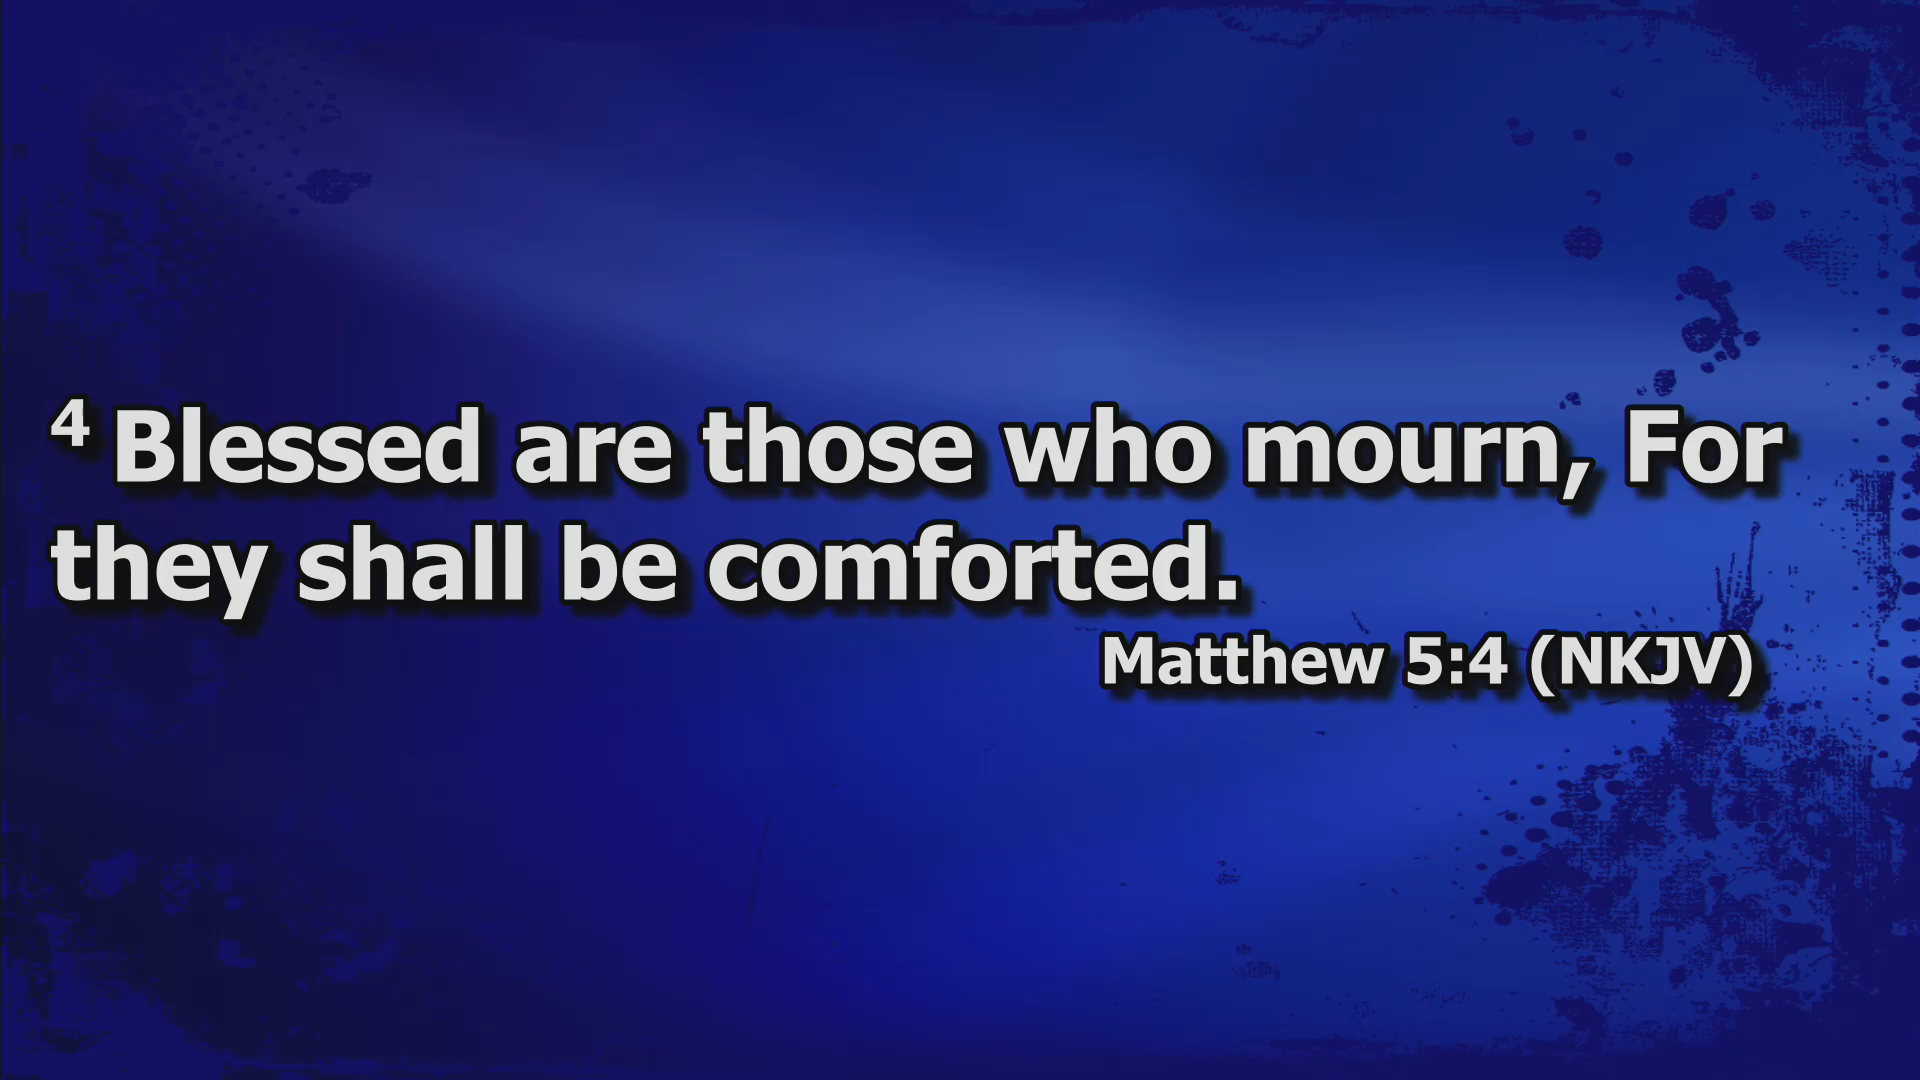 4 Blessed are those who mourn, For
they shall be comforted.
Matthew 5:4 (NKJV)